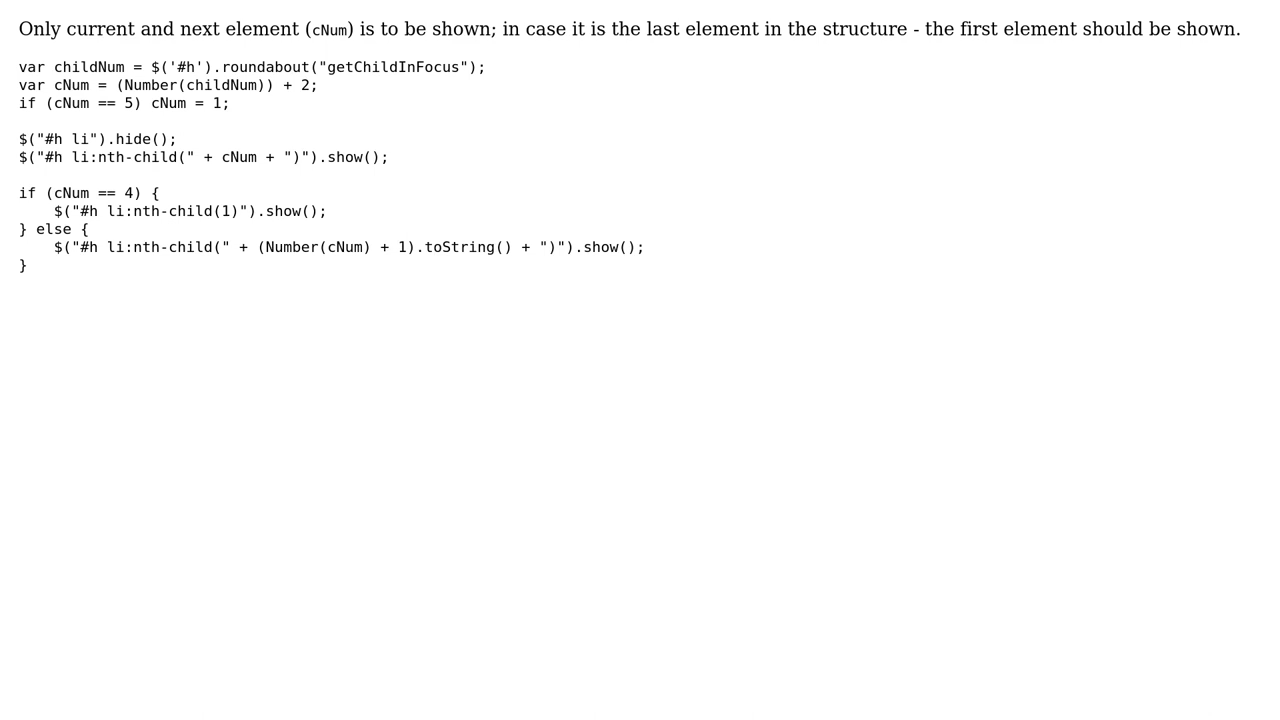 Only current and next element (cNum) is to be shown; in case it is the last element in the structure - the first element should be shown.
var childNum = $('#h').roundabout("getChildInFocus");
var cNum = (Number(childNum)) + 2;
if (cNum == 5) cNum = 1;
$("#h li").hide();
$("#h li:nth-child(" + cNum + ")").show();
if (cNum == 4) {
    $("#h li:nth-child(1)").show();
} else {
    $("#h li:nth-child(" + (Number(cNum) + 1).toString() + ")").show();
}